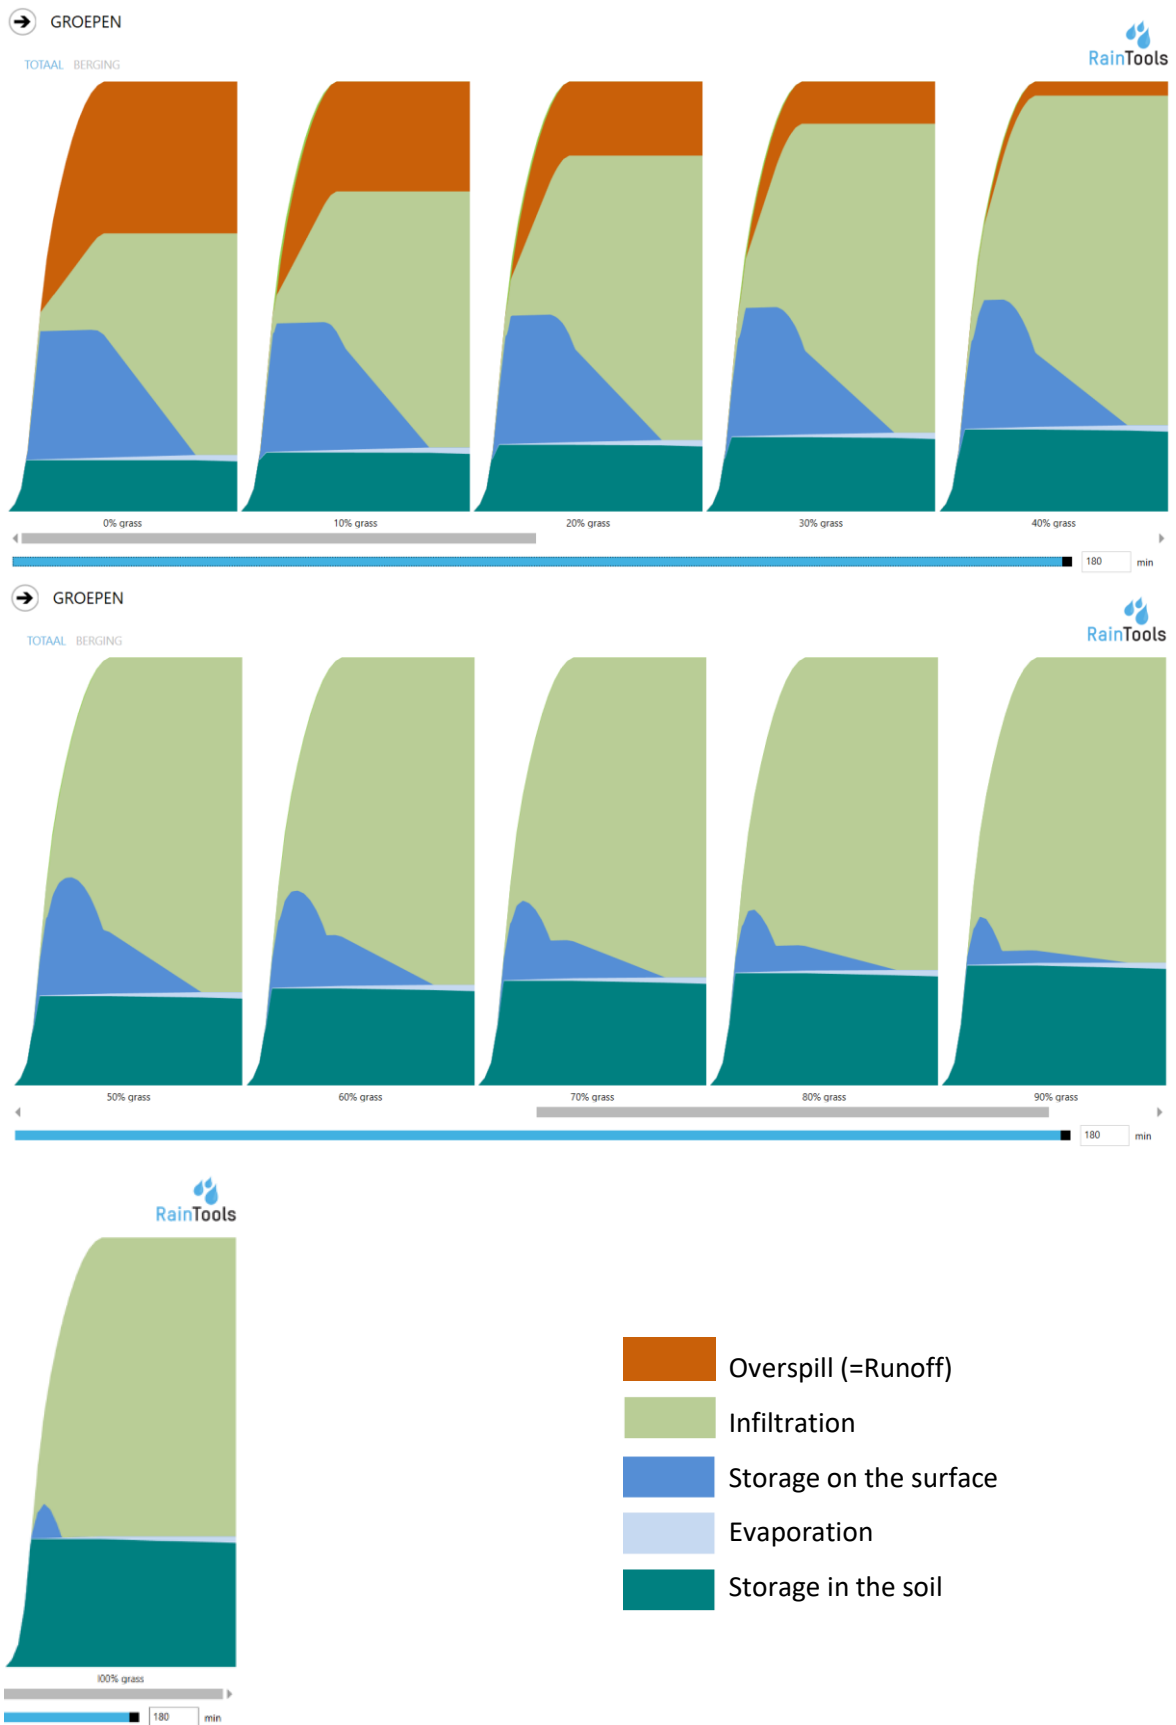 GROEPEN
RainTools
TOTAAL BERGING
0% grass
10% grass
20% grass
30% grass
40% grass
180 min
GROEPEN
RainTools
TOTAAL BERGING
50% grass
60% grass
70% grass
80% grass
90% grass
180 min
RainTools
100% grass
180 min
Overspill (=Runoff)
Infiltration
Storage on the surface
Evaporation
Storage in the soil